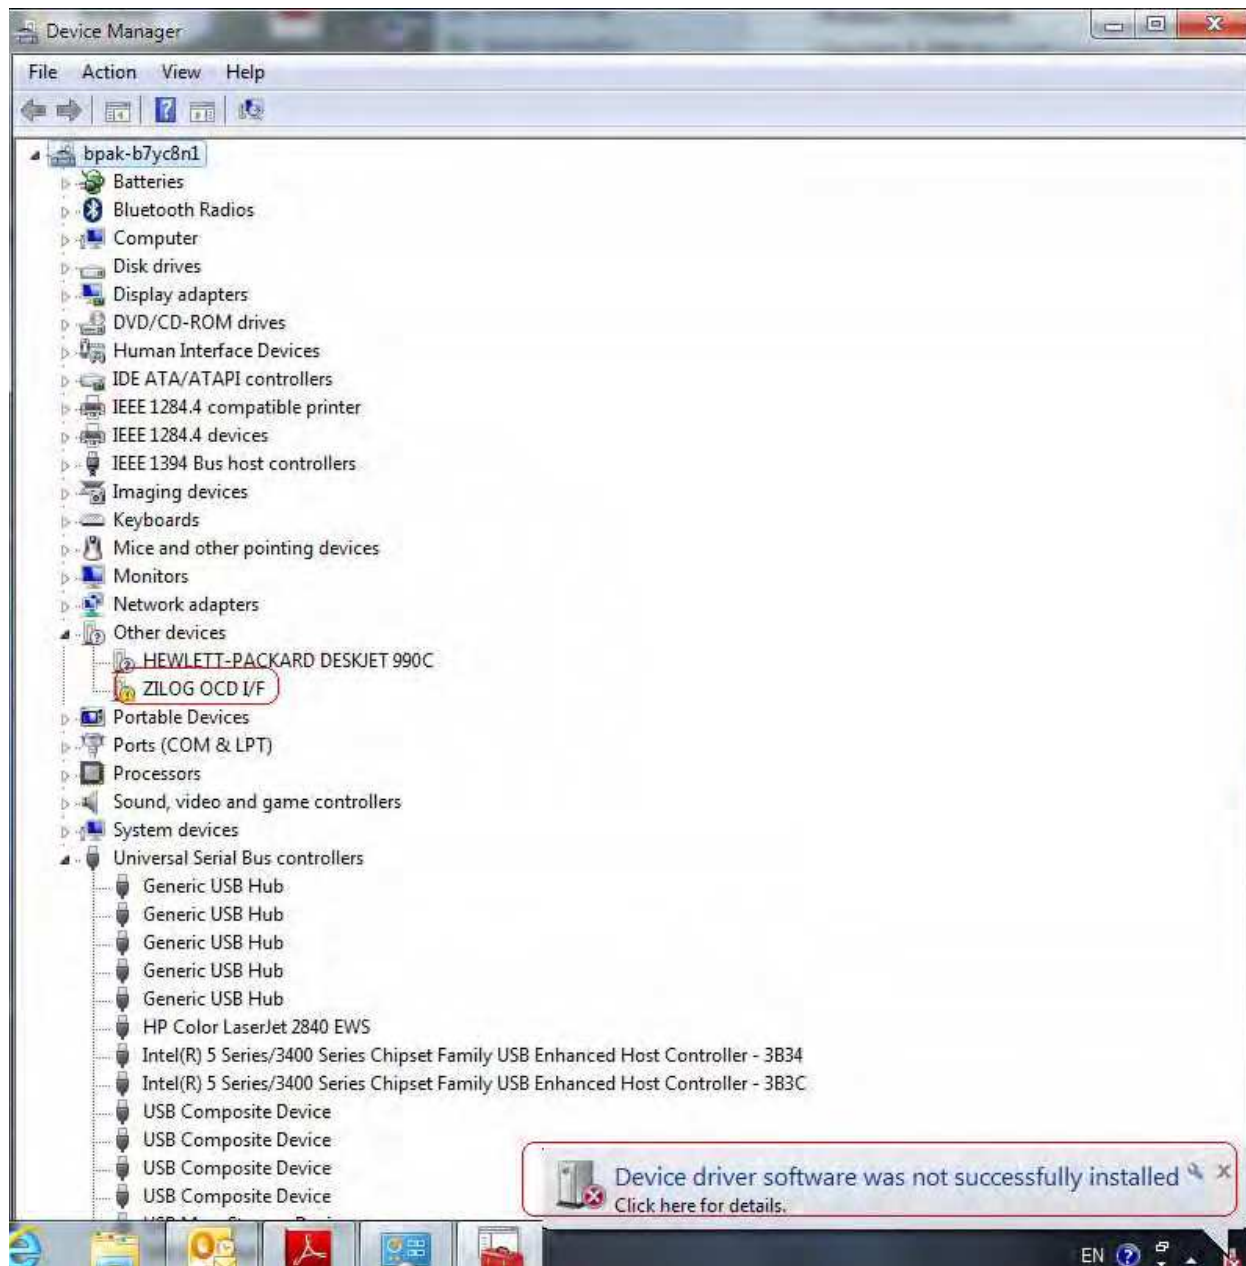 Device Manager
File Action View Help
bpak-b7yc8n1
Batteries
Bluetooth Radios
Computer
Disk drives
Display adapters
DVD/CD-ROM drives
Human Interface Devices
IDE ATA/ATAPI controllers
IEEE 1284.4 compatible printer
IEEE 1284.4 devices
IEEE 1394 Bus host controllers
Imaging devices
Keyboards
Mice and other pointing devices
Monitors
Network adapters
Other devices
HEWLETT-PACKARD DESKJET 990C
ZILOG OCD I/F
Portable Devices
Ports (COM & LPT)
Processors
Sound, video and game controllers
System devices
Universal Serial Bus controllers
Generic USB Hub
Generic USB Hub
Generic USB Hub
Generic USB Hub
Generic USB Hub
HP Color LaserJet 2840 EWS
Intel(R) 5 Series/3400 Series Chipset Family USB Enhanced Host Controller - 3B34
Intel(R) 5 Series/3400 Series Chipset Family USB Enhanced Host Controller - 3B3C
USB Composite Device
USB Composite Device
USB Composite Device
USB Composite Device
Device driver software was not successfully installed
Click here for details.
EN